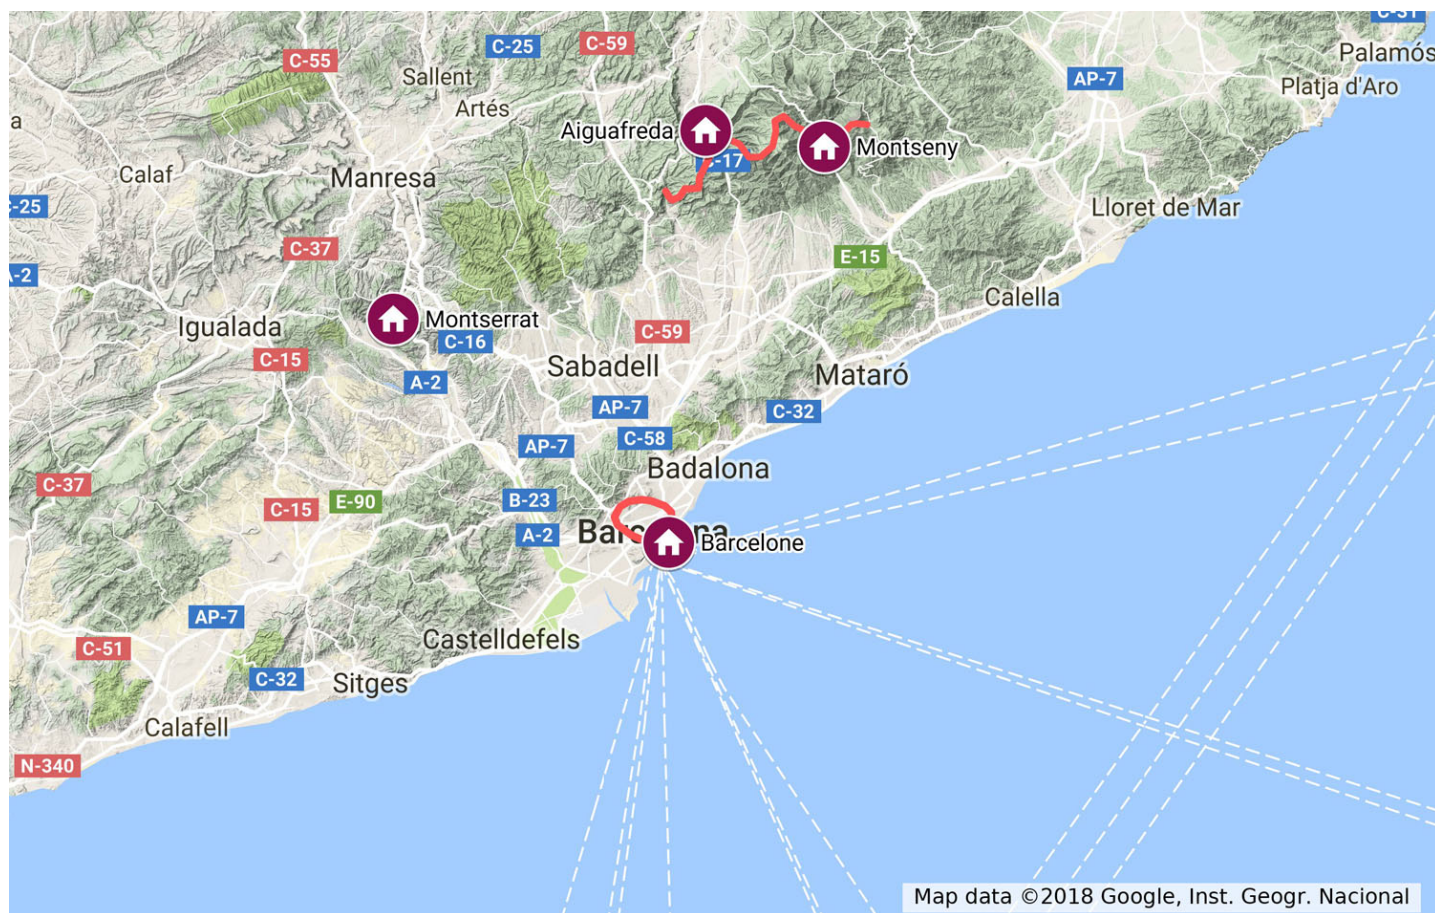 C-31
Palamós
C-59
C-25
C-55
Sallent
AP-7
Platja d'Aro
Artés
a
Aiguafreda
Montseny
C-17
Calaf
Manresa
C-25
Lloret de Mar
C-37
E-15
A-2
Calella
Igualada
Montserrat
C-59
C-16
C-15
Sabadell
Mataró
A-2
AP-7
C-32
C-58
AP-7
Badalona
C-37
B-23
E-90
C-15
A-2
Barcelona
Barcelone
AP-7
Castelldefels
C-51
C-32
Sitges
Calafell
N-340
Map data ©2018 Google, Inst. Geogr. Nacional